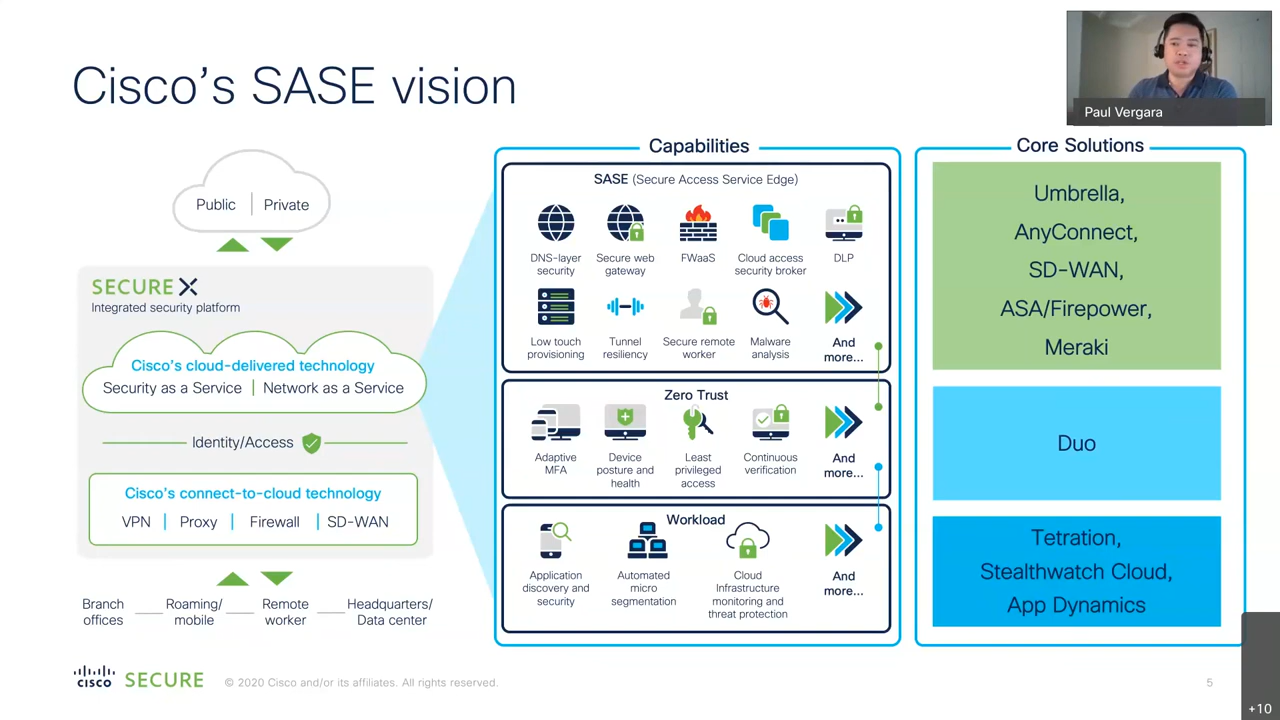 Cisco's SASE vision
Paul Vergara
Public | Private
SECURE X
Integrated security platform
Cisco's cloud-delivered technology
Security as a Service | Network as a Service
Identity/Access
Cisco's connect-to-cloud technology
VPN | Proxy | Firewall | SD-WAN
Branch
offices
Roaming/
mobile
Remote
worker
Headquarters/
Data center
Capabilities
SASE (Secure Access Service Edge)
DNS-layer
security
Secure web
gateway
FWaaS
Cloud access
security broker
DLP
Low touch
provisioning
Tunnel
resiliency
Secure remote
worker
Malware
analysis
And
more...
Zero Trust
Adaptive
MFA
Device
posture and
health
Least
privileged
access
Continuous
verification
And
more...
Workload
Application
discovery and
security
Automated
micro
segmentation
Cloud
Infrastructure
monitoring and
threat protection
And
more...
Core Solutions
Umbrella,
AnyConnect,
SD-WAN,
ASA/Firepower,
Meraki
Duo
Tetration,
Stealthwatch Cloud,
App Dynamics
CISCO SECURE
© 2020 Cisco and/or its affiliates. All rights reserved.
5
+10